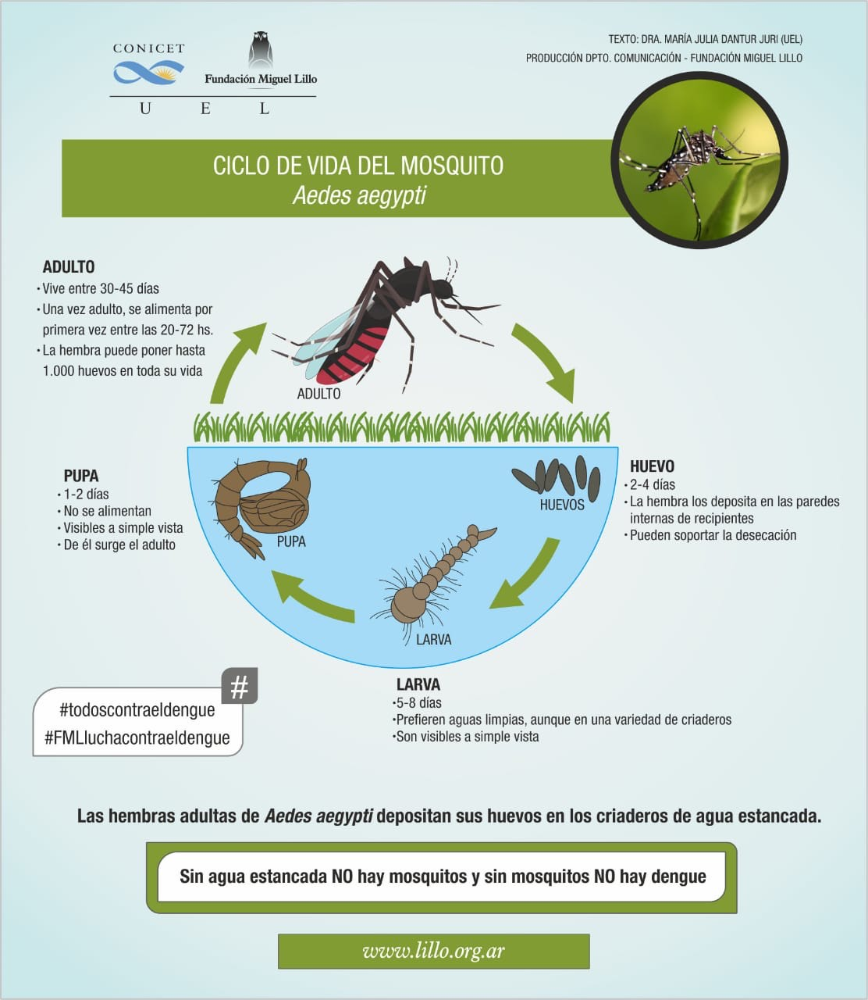 CONICET
Fundación Miguel Lillo
U E L
TEXTO: DRA. MARÍA JULIA DANTUR JURI (UEL)
PRODUCCIÓN DPTO. COMUNICACIÓN - FUNDACIÓN MIGUEL LILLO
CICLO DE VIDA DEL MOSQUITO
Aedes aegypti
ADULTO
· Vive entre 30-45 días
· Una vez adulto, se alimenta por
primera vez entre las 20-72 hs.
· La hembra puede poner hasta
1.000 huevos en toda su vida
ADULTO
PUPA
· 1-2 días
· No se alimentan
· Visibles a simple vista
· De él surge el adulto
PUPA
HUEVOS
HUEVO
· 2-4 días
· La hembra los deposita en las paredes
internas de recipientes
· Pueden soportar la desecación
LARVA
LARVA
·5-8 días
·Prefieren aguas limpias, aunque en una variedad de criaderos
·Son visibles a simple vista
#
#todoscontraeldengue
#FMLluchacontraeldengue
Las hembras adultas de Aedes aegypti depositan sus huevos en los criaderos de agua estancada.
Sin agua estancada NO hay mosquitos y sin mosquitos NO hay dengue
www.lillo.org.ar